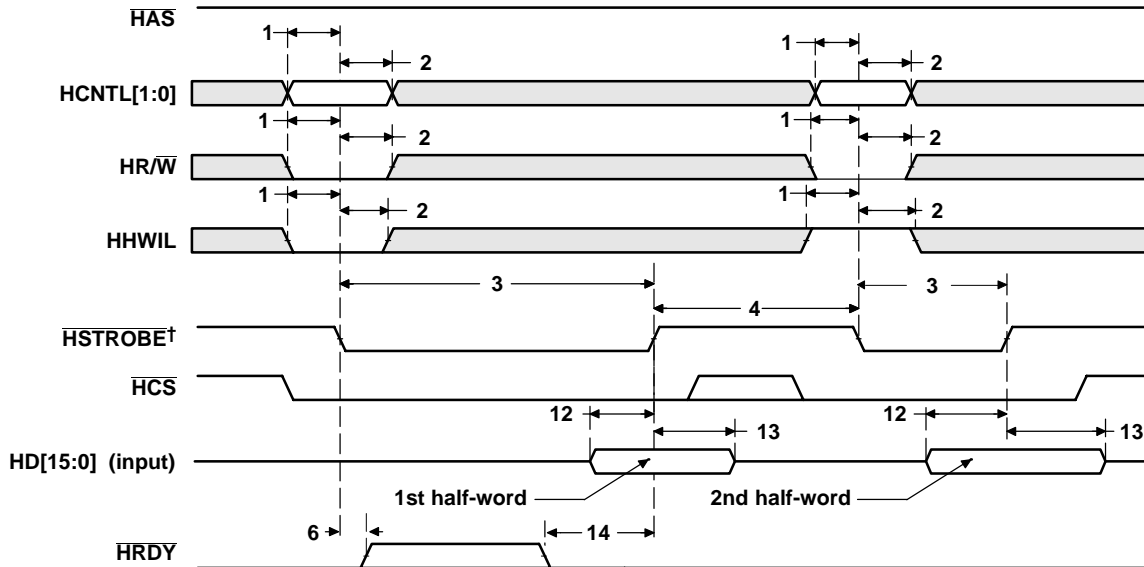 HAS
1
1
2
2
HCNTL[1:0]
1
1
2
2
HR/W
1
1
2
2
HHWIL
3
3
4
HSTROBE†
HCS
12
12
13
13
HD[15:0] (input)
1st half-word
2nd half-word
6
14
HRDY